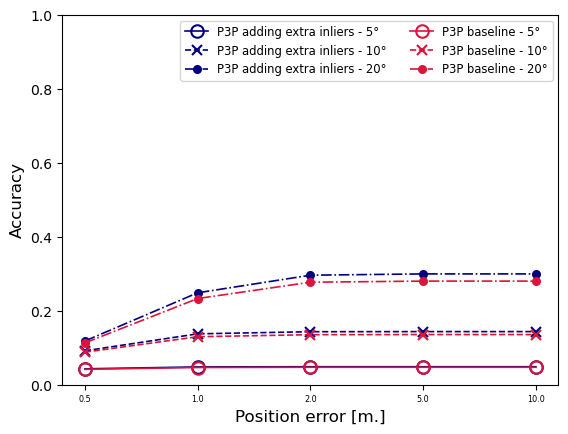 P3P adding extra inliers - 5°
P3P adding extra inliers - 10°
P3P adding extra inliers - 20°
P3P baseline - 5°
P3P baseline - 10°
P3P baseline - 20°
1.0
0.8
0.6
0.4
0.2
0.0
Accuracy
0.5 1.0 2.0 5.0 10.0
Position error [m.]